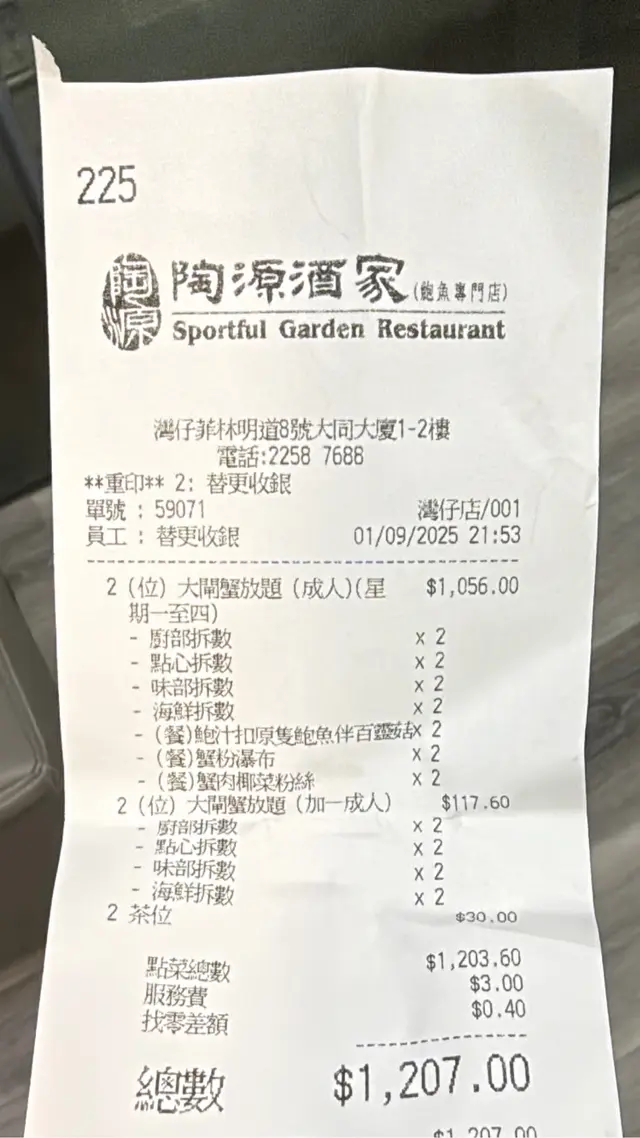 225
陶源
陶源酒家(鮑魚專門店)
Sportful Garden Restaurant
灣仔菲林明道8號大同大廈1-2樓
電話:2258 7688
**重印** 2: 替更收銀
單號 : 59071 灣仔店/001
員工 : 替更收銀 01/09/2025 21:53
2 (位) 大閘蟹放題 (成人)(星 $1,056.00
期一至四)
- 廚部拆數 x 2
- 點心拆數 x 2
- 味部拆數 x 2
- 海鮮拆數 x 2
- (餐)鮑汁扣原隻鮑魚伴百靈菇x 2
- (餐)蟹粉瀑布 x 2
- (餐)蟹肉椰菜粉絲 x 2
2 (位) 大閘蟹放題 (加一成人) $117.60
- 廚部拆數 x 2
- 點心拆數 x 2
- 味部拆數 x 2
- 海鮮拆數 x 2
2 茶位 $30.00
點菜總數 $1,203.60
服務費 $3.00
找零差額 $0.40
總數 $1,207.00
$1,207.00